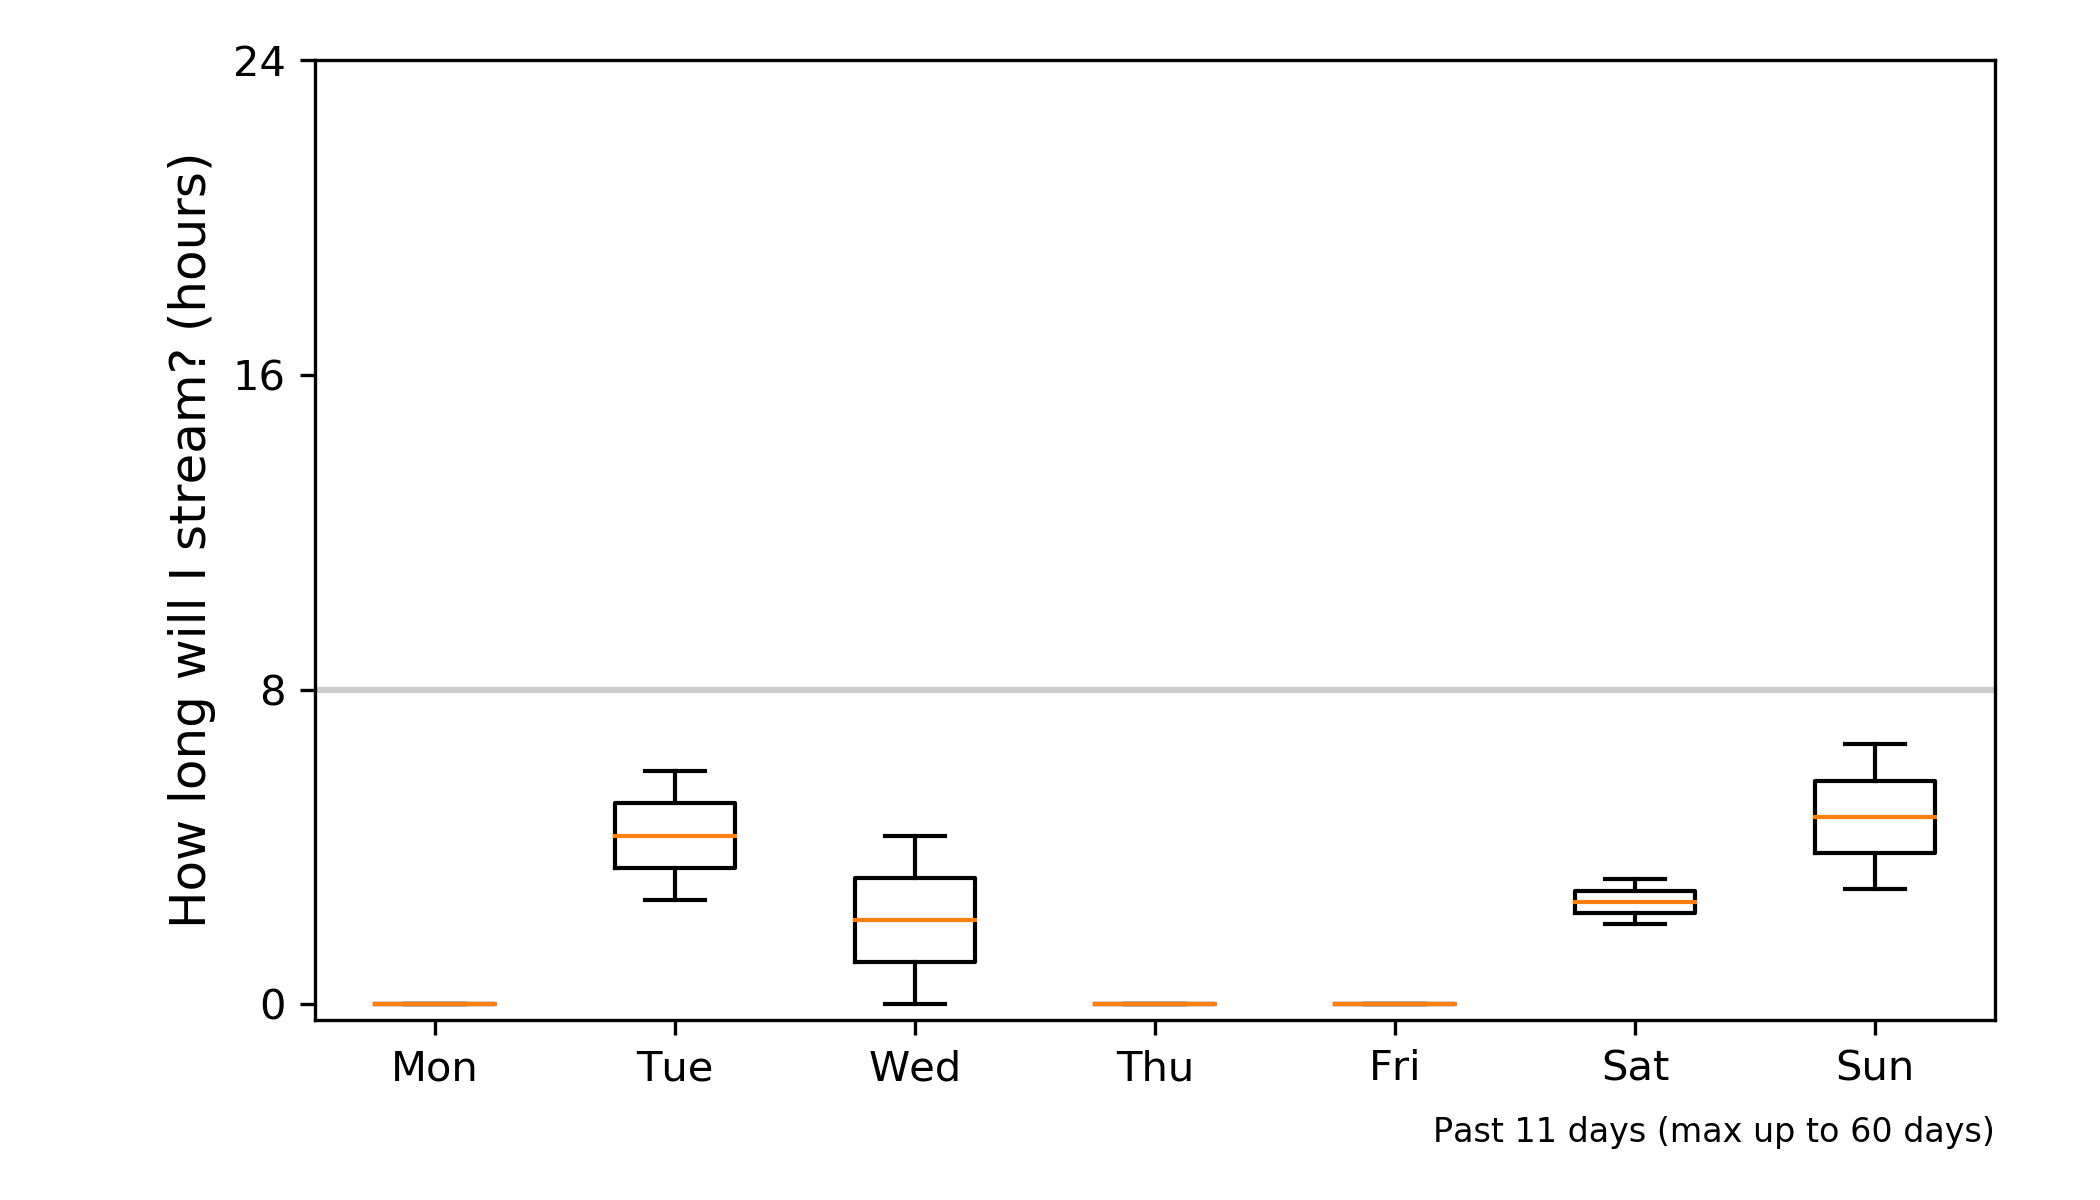 How long will I stream? (hours)
24
16
8
0
Mon Tue Wed Thu Fri Sat Sun
Past 11 days (max up to 60 days)